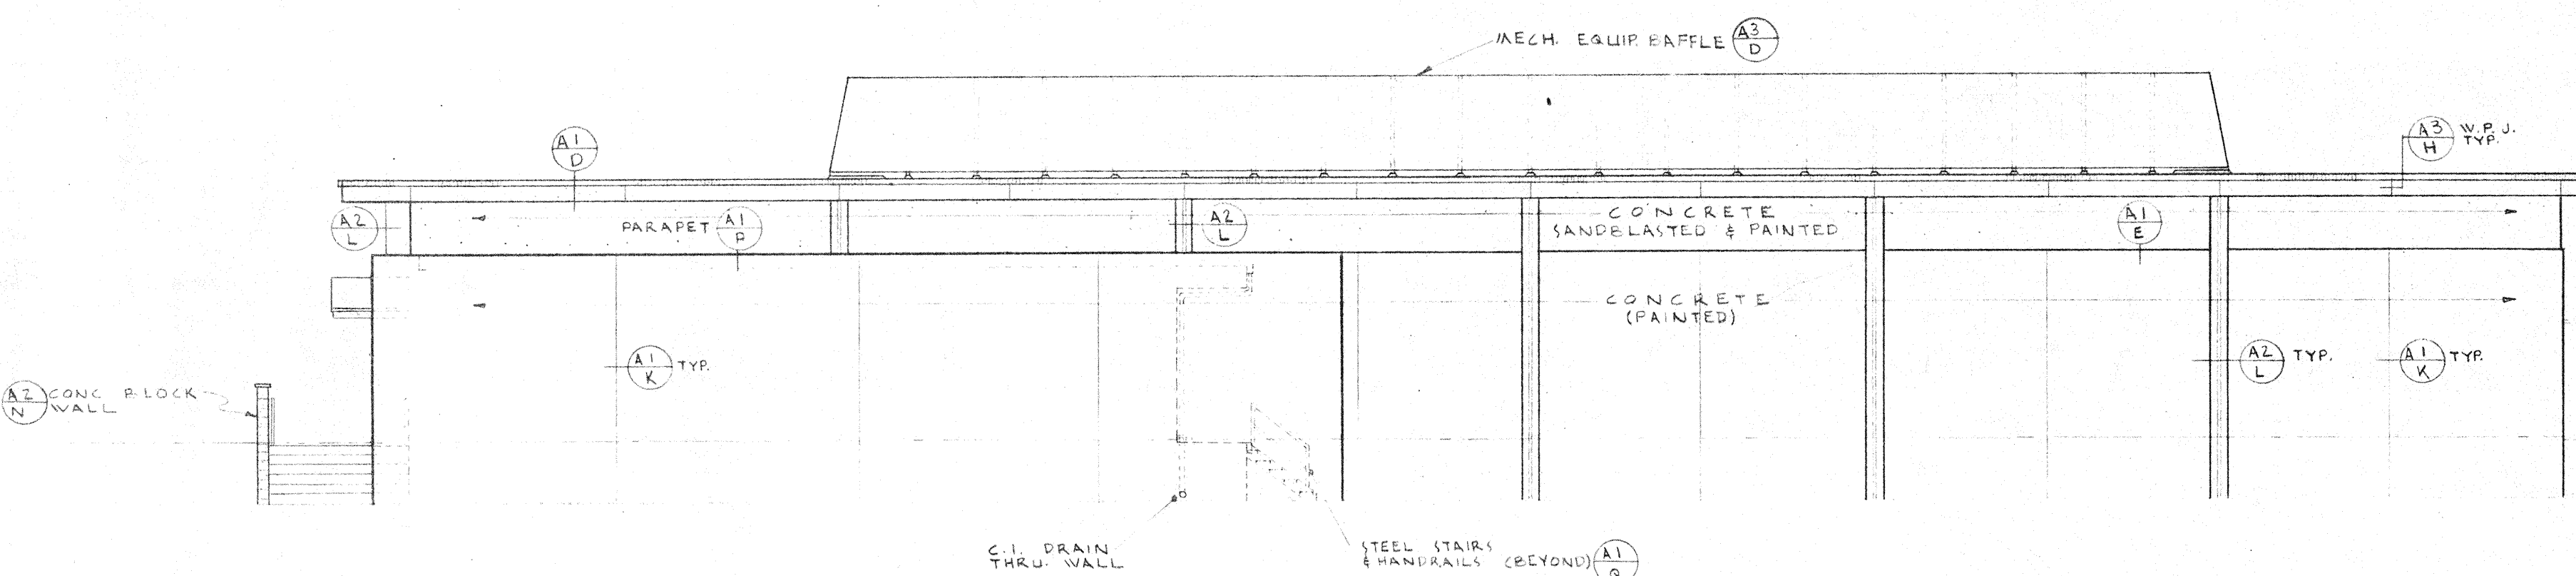 MECH. EQUIP. BAFFLE A3
D
A1
D
A3
H
W.P.J.
TYP.
A2
L
PARAPET A1
P
A2
L
CONCRETE
SANDBLASTED & PAINTED
A1
E
CONCRETE
(PAINTED)
A1
K
TYP.
A2
L
TYP.
A1
K
TYP.
A2
N
CONC BLOCK
WALL
C.I. DRAIN
THRU. WALL
STEEL STAIRS
& HANDRAILS (BEYOND) A1